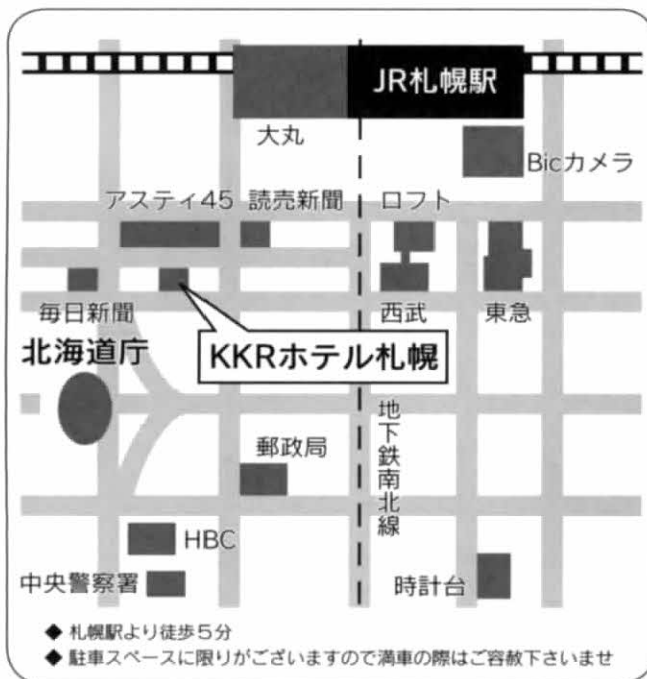 JR札幌駅
大丸
Bicカメラ
アスティ45
読売新聞
ロフト
毎日新聞
西武
東急
北海道庁
KKRホテル札幌
地下鉄南北線
郵政局
HBC
中央警察署
時計台
◆ 札幌駅より徒歩5分
◆ 駐車スペースに限りがございますので満車の際はご容赦下さいませ